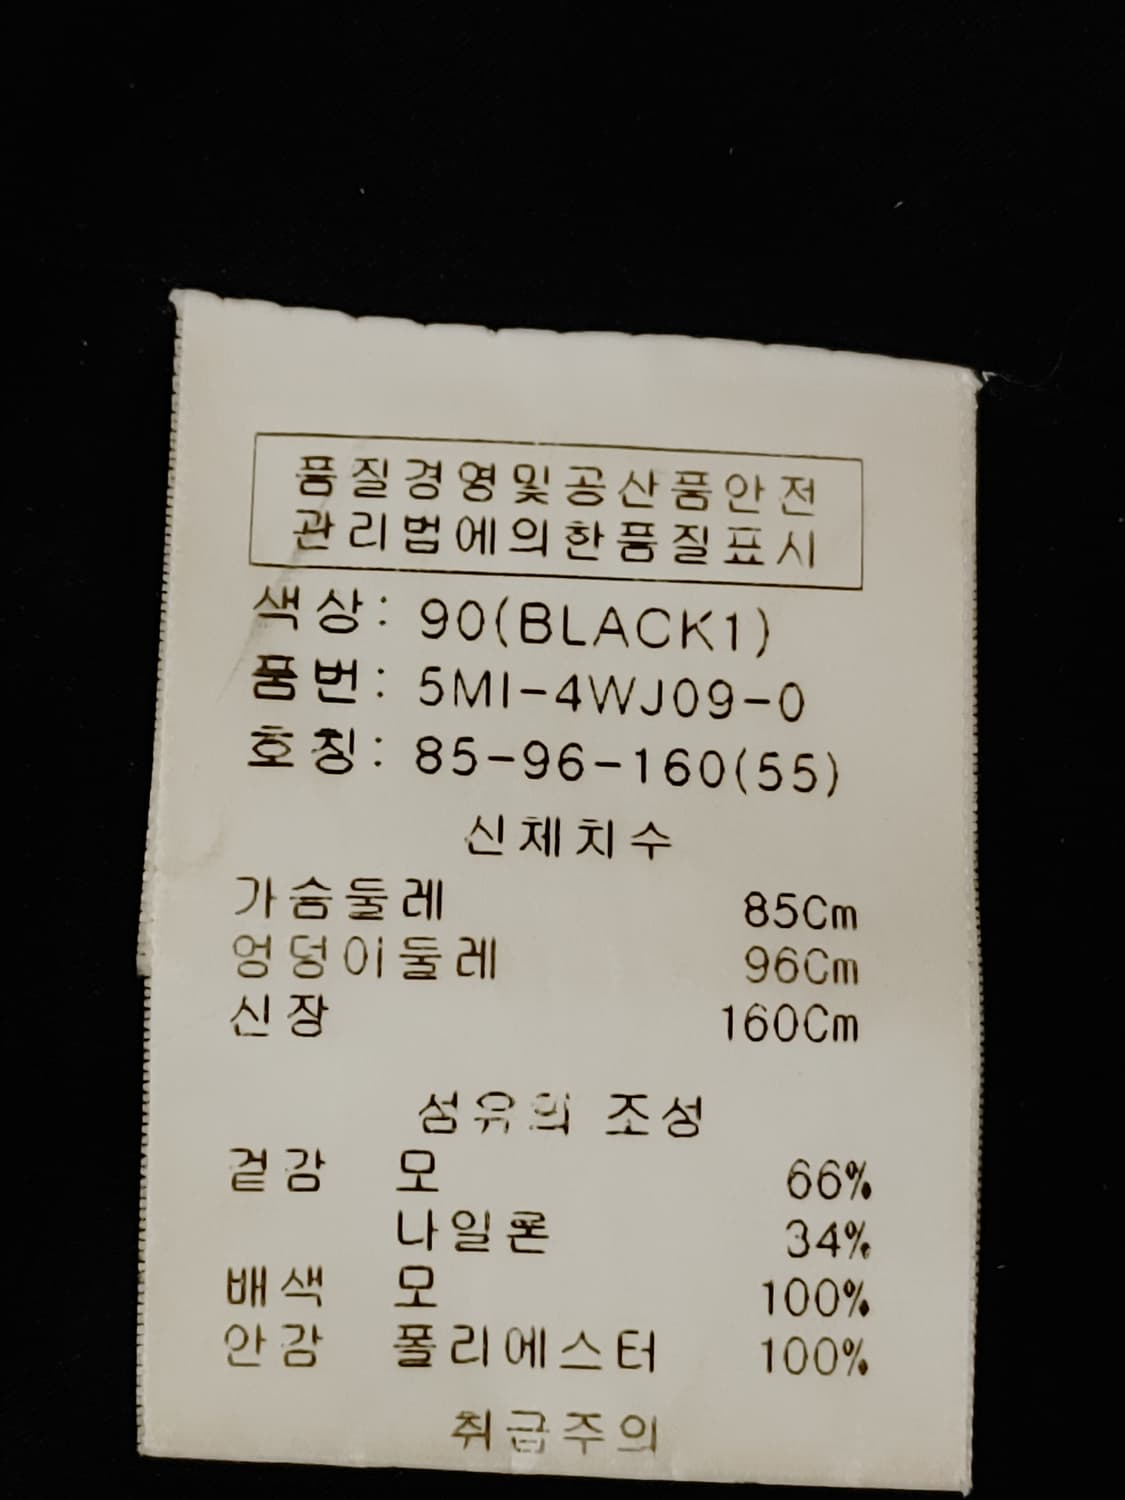 품질경영및공산품안전
관리법에의한품질표시
색상: 90(BLACK1)
품번: 5MI-4WJ09-0
호칭: 85-96-160(55)
신체치수
가슴둘레 85Cm
엉덩이둘레 96Cm
신장 160Cm
섬유의 조성
겉감 모 66%
나일론 34%
배색 모 100%
안감 폴리에스터 100%
취급주의